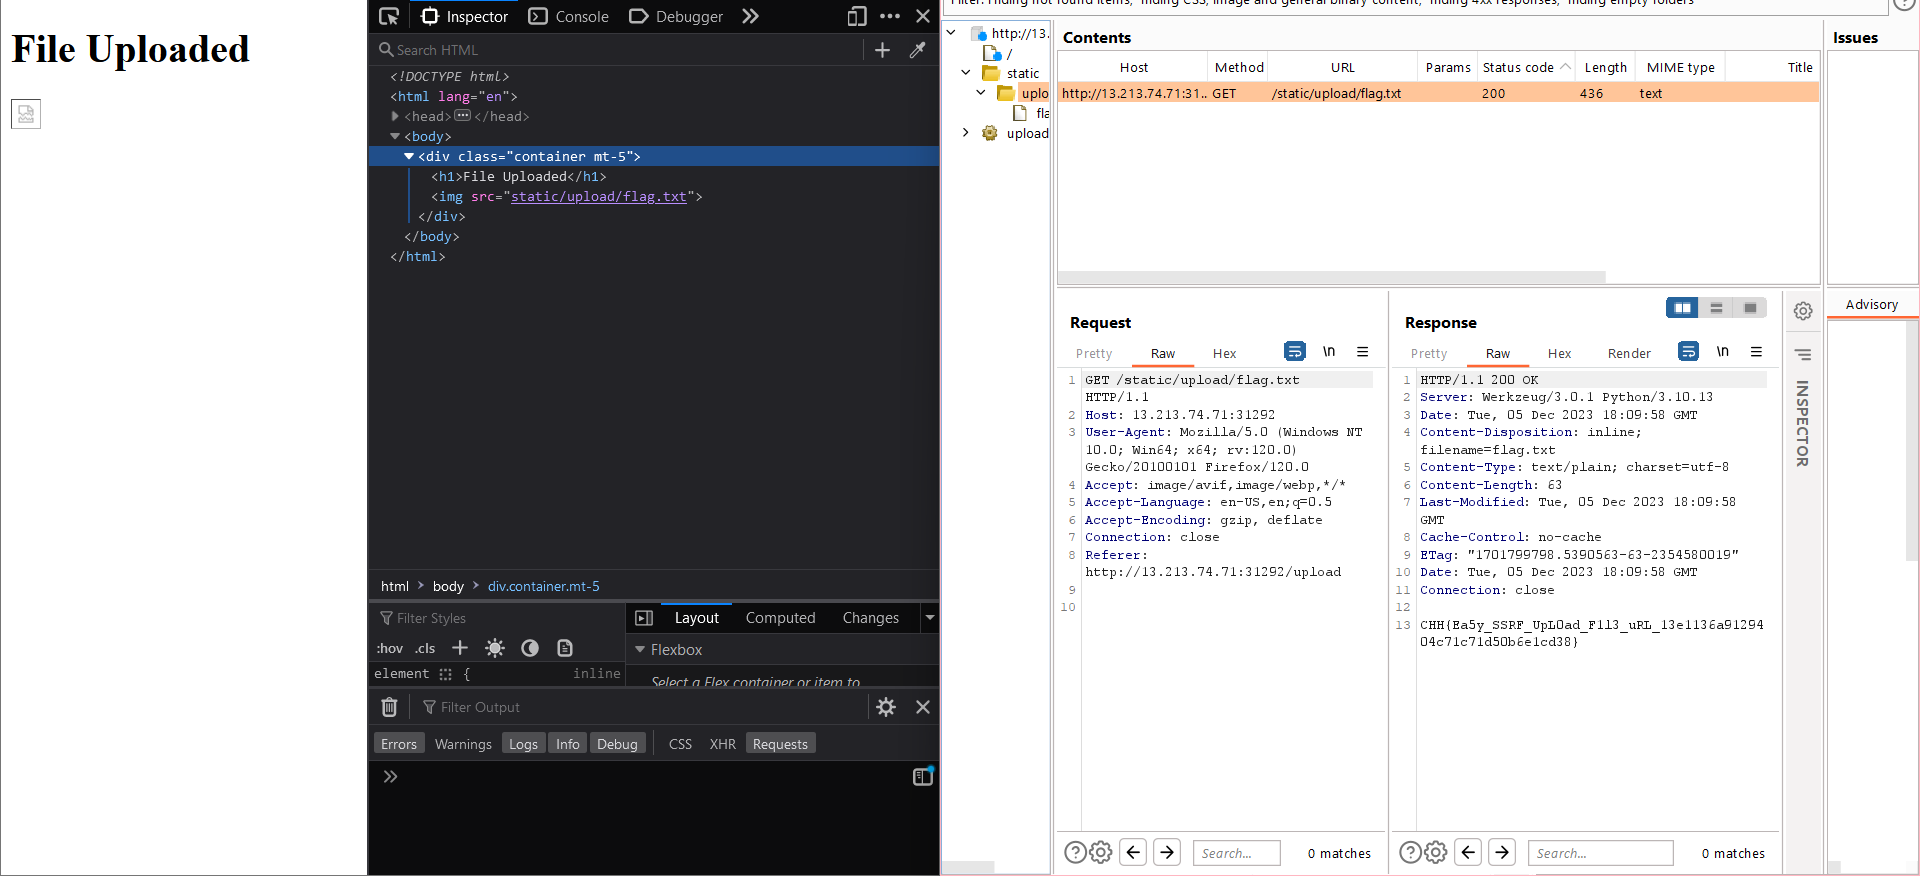 File Uploaded
Inspector
Console
Debugger
Search HTML
<!DOCTYPE html>
<html lang="en">
<head> </head>
<body>
<div class="container mt-5">
<h1>File Uploaded</h1>
<img src="static/upload/flag.txt">
</div>
</body>
</html>
html > body > div.container.mt-5
Filter Styles
:hov .cls
element {
inline
Layout
Computed
Changes
Flexbox
Select a Flex container or item to
Filter Output
Errors Warnings Logs Info Debug CSS XHR Requests
Filter: Hiding not found items; hiding CSS, image and general binary content; hiding 4xx responses; hiding empty folders
http://13.
/
static
uplo
fla
upload
Contents
Host Method URL Params Status code Length MIME type Title
http://13.213.74.71:31... GET /static/upload/flag.txt 200 436 text
Issues
Advisory
Request
Pretty Raw Hex \n
1 GET /static/upload/flag.txt
HTTP/1.1
2 Host: 13.213.74.71:31292
3 User-Agent: Mozilla/5.0 (Windows NT
10.0; Win64; x64; rv:120.0)
Gecko/20100101 Firefox/120.0
4 Accept: image/avif,image/webp,*/*
5 Accept-Language: en-US,en;q=0.5
6 Accept-Encoding: gzip, deflate
7 Connection: close
8 Referer:
http://13.213.74.71:31292/upload
9
10
Search...
0 matches
Response
Pretty Raw Hex Render \n
1 HTTP/1.1 200 OK
2 Server: Werkzeug/3.0.1 Python/3.10.13
3 Date: Tue, 05 Dec 2023 18:09:58 GMT
4 Content-Disposition: inline;
filename=flag.txt
5 Content-Type: text/plain; charset=utf-8
6 Content-Length: 63
7 Last-Modified: Tue, 05 Dec 2023 18:09:58
GMT
8 Cache-Control: no-cache
9 ETag: "1701799798.5390563-63-2354580019"
10 Date: Tue, 05 Dec 2023 18:09:58 GMT
11 Connection: close
12
13 CHH{Ea5y_SSRF_UpL0ad_F1l3_uRL_13e1136a91294
04c71c71d50b6e1cd38}
Search...
0 matches
INSPECTOR